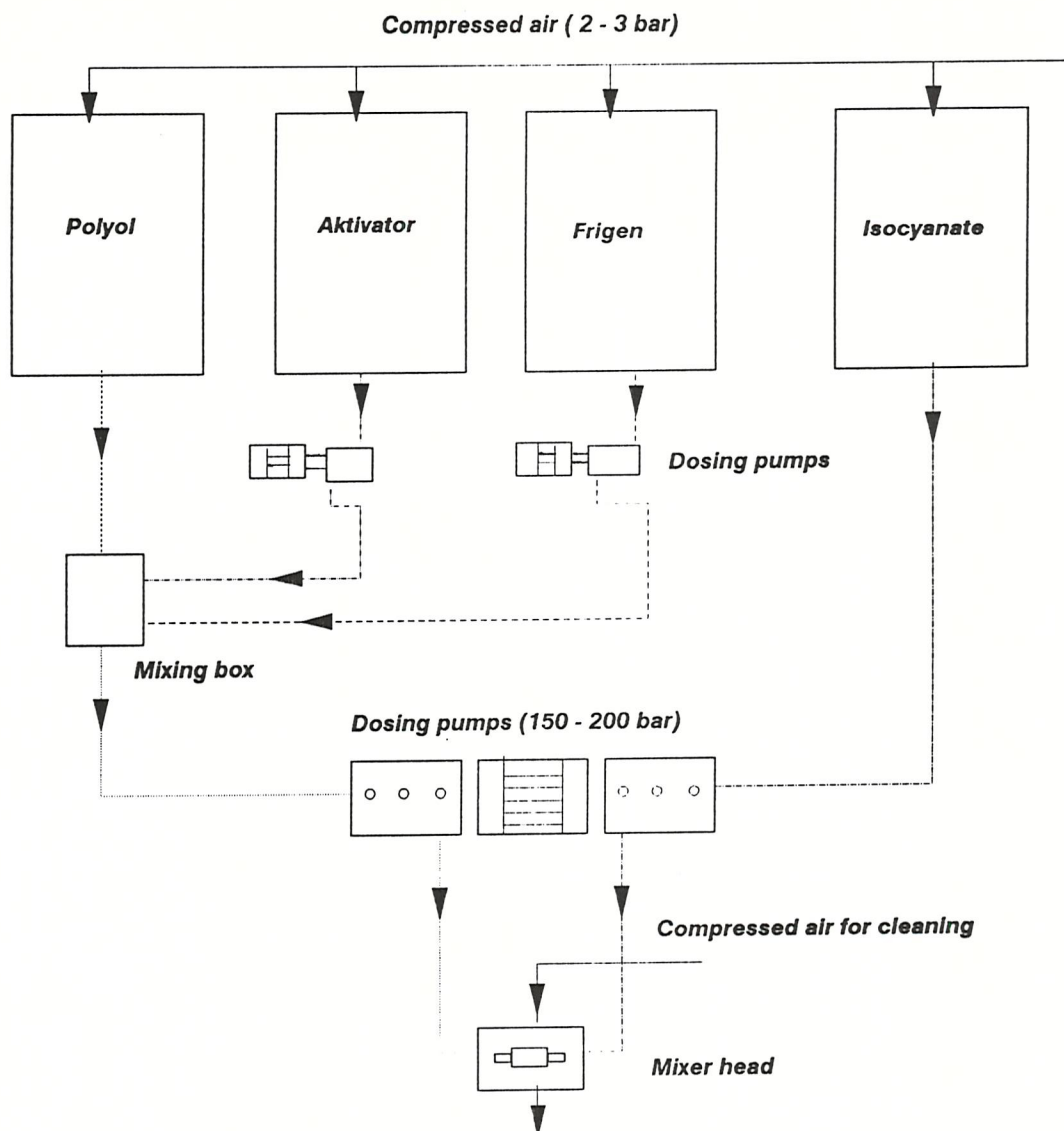 Compressed air ( 2 - 3 bar)
Polyol
Aktivator
Frigen
Isocyanate
Dosing pumps
Mixing box
Dosing pumps (150 - 200 bar)
Compressed air for cleaning
Mixer head